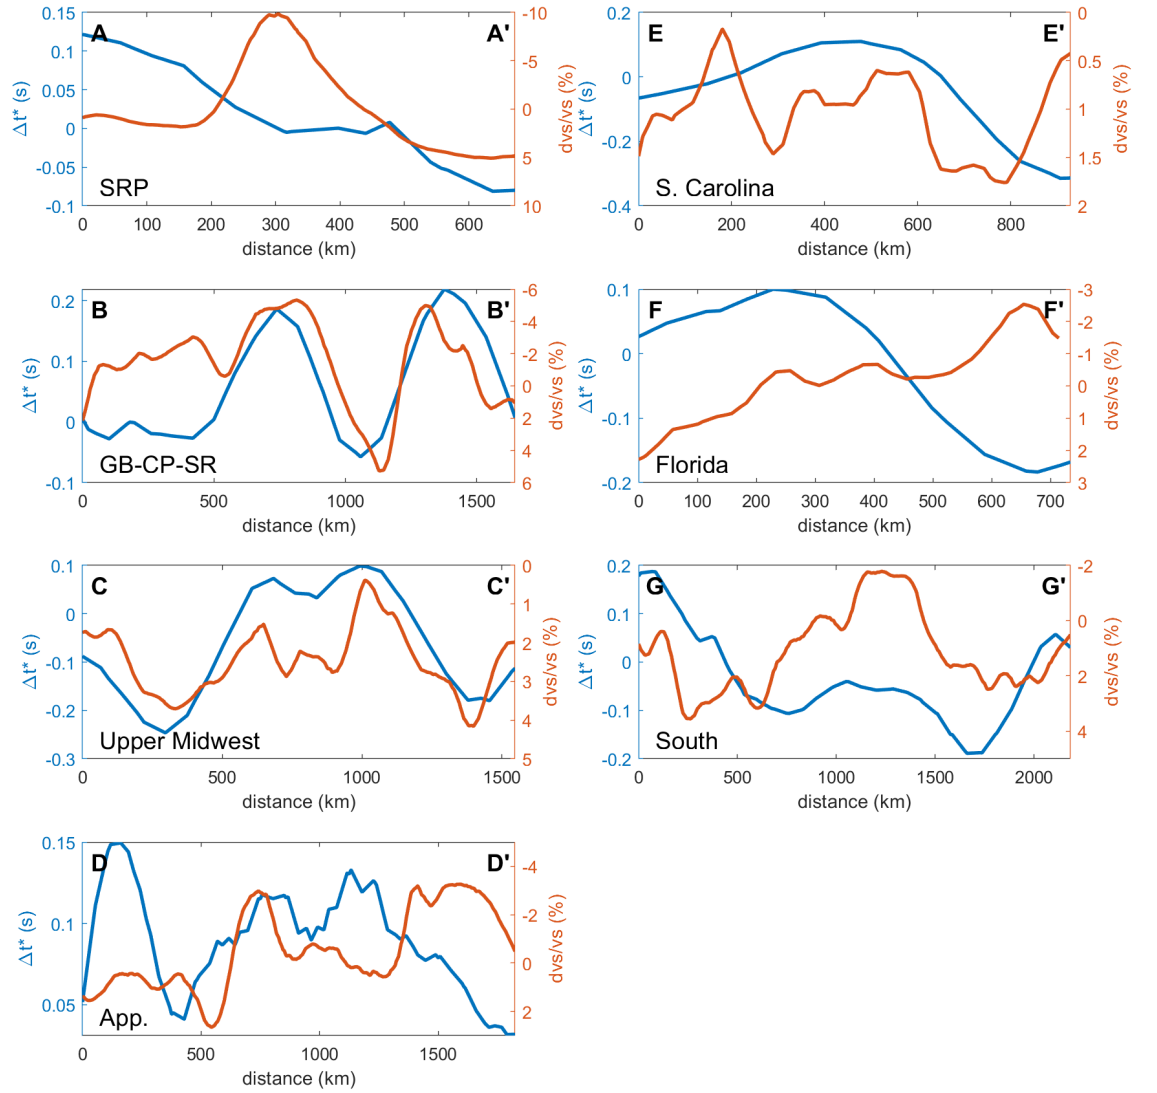 A A'
SRP
Δt* (s)
0.15
0.1
0.05
0
-0.05
-0.1
-10
-5
0
5
10
dvs/vs (%)
0 100 200 300 400 500 600
distance (km)
E E'
S. Carolina
Δt* (s)
0.2
0
-0.2
-0.4
0
0.5
1
1.5
2
dvs/vs (%)
0 200 400 600 800
distance (km)
B B'
GB-CP-SR
Δt* (s)
0.2
0.1
0
-0.1
-6
-4
-2
0
2
4
6
dvs/vs (%)
0 500 1000 1500
distance (km)
F F'
Florida
Δt* (s)
0.1
0
-0.1
-0.2
-3
-2
-1
0
1
2
3
dvs/vs (%)
0 100 200 300 400 500 600 700
distance (km)
C C'
Upper Midwest
Δt* (s)
0.1
0
-0.1
-0.2
-0.3
0
1
2
3
4
5
dvs/vs (%)
0 500 1000 1500
distance (km)
G G'
South
Δt* (s)
0.2
0.1
0
-0.1
-0.2
-2
0
2
4
dvs/vs (%)
0 500 1000 1500 2000
distance (km)
D D'
App.
Δt* (s)
0.15
0.1
0.05
-4
-2
0
2
dvs/vs (%)
0 500 1000 1500
distance (km)